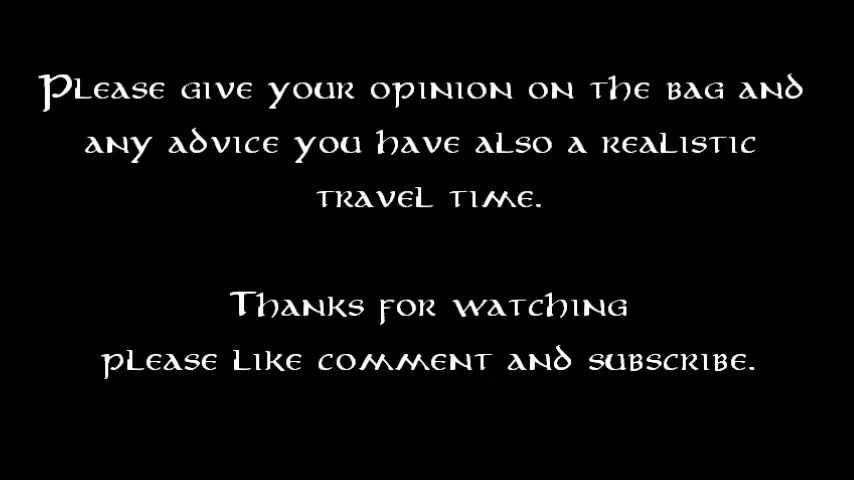 Please give your opinion on the bag and
any advice you have also a realistic
travel time.
Thanks for watching
please like comment and subscribe.